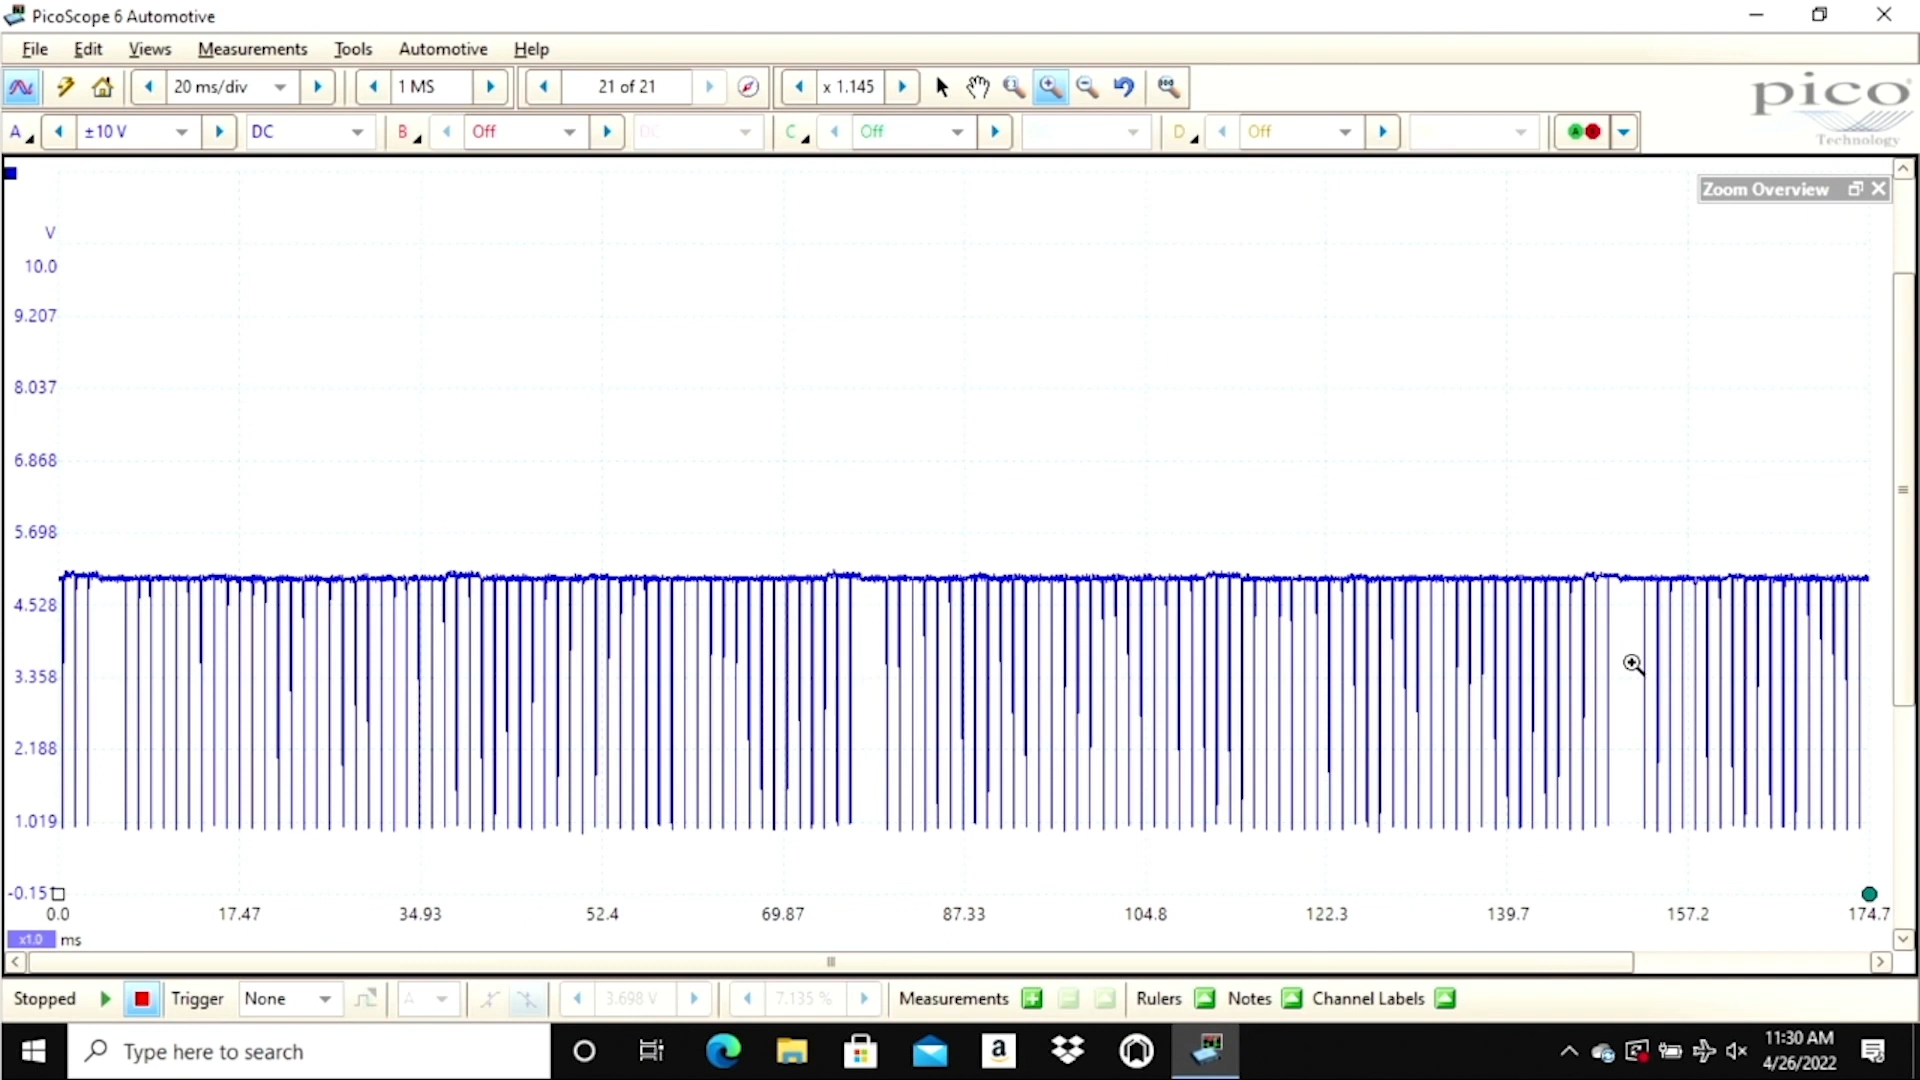 PicoScope 6 Automotive
File Edit Views Measurements Tools Automotive Help
20 ms/div 1 MS 21 of 21 x 1.145
pico
Technology
A ±10 V DC B Off DC C Off D Off
Zoom Overview
V
10.0
9.207
8.037
6.868
5.698
4.528
3.358
2.188
1.019
-0.151
0.0 17.47 34.93 52.4 69.87 87.33 104.8 122.3 139.7 157.2 174.7
x1.0 ms
Stopped Trigger None A 3.698 V 7.135 % Measurements Rulers Notes Channel Labels
Type here to search
11:30 AM
4/26/2022